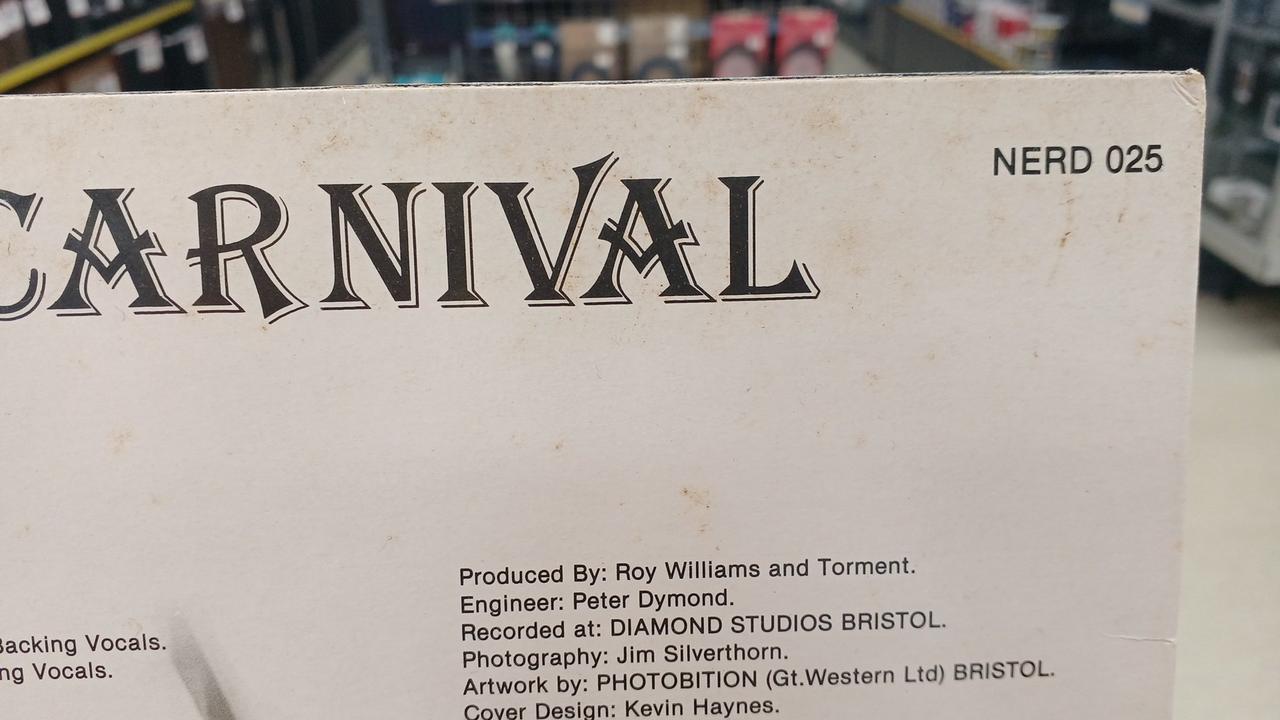 CARNIVAL
NERD 025
Produced By: Roy Williams and Torment.
Engineer: Peter Dymond.
Recorded at: DIAMOND STUDIOS BRISTOL.
Photography: Jim Silverthorn.
Artwork by: PHOTOBITION (Gt.Western Ltd) BRISTOL.
Cover Design: Kevin Haynes.
Backing Vocals.
ng Vocals.